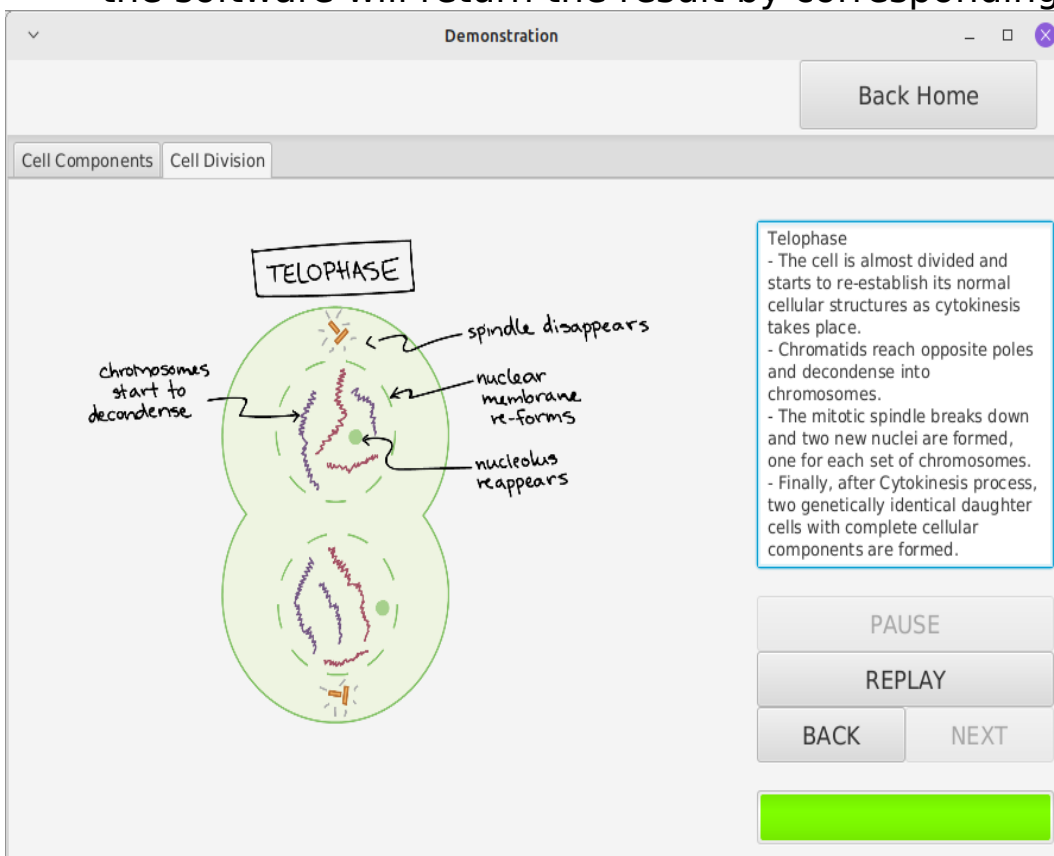 the software will return the result by corresponding
Demonstration
Back Home
Cell Components
Cell Division
TELOPHASE
spindle disappears
chromosomes
start to
decondense
nuclear
membrane
re-forms
nucleolus
reappears
Telophase
- The cell is almost divided and
starts to re-establish its normal
cellular structures as cytokinesis
takes place.
- Chromatids reach opposite poles
and decondense into
chromosomes.
- The mitotic spindle breaks down
and two new nuclei are formed,
one for each set of chromosomes.
- Finally, after Cytokinesis process,
two genetically identical daughter
cells with complete cellular
components are formed.
PAUSE
REPLAY
BACK
NEXT